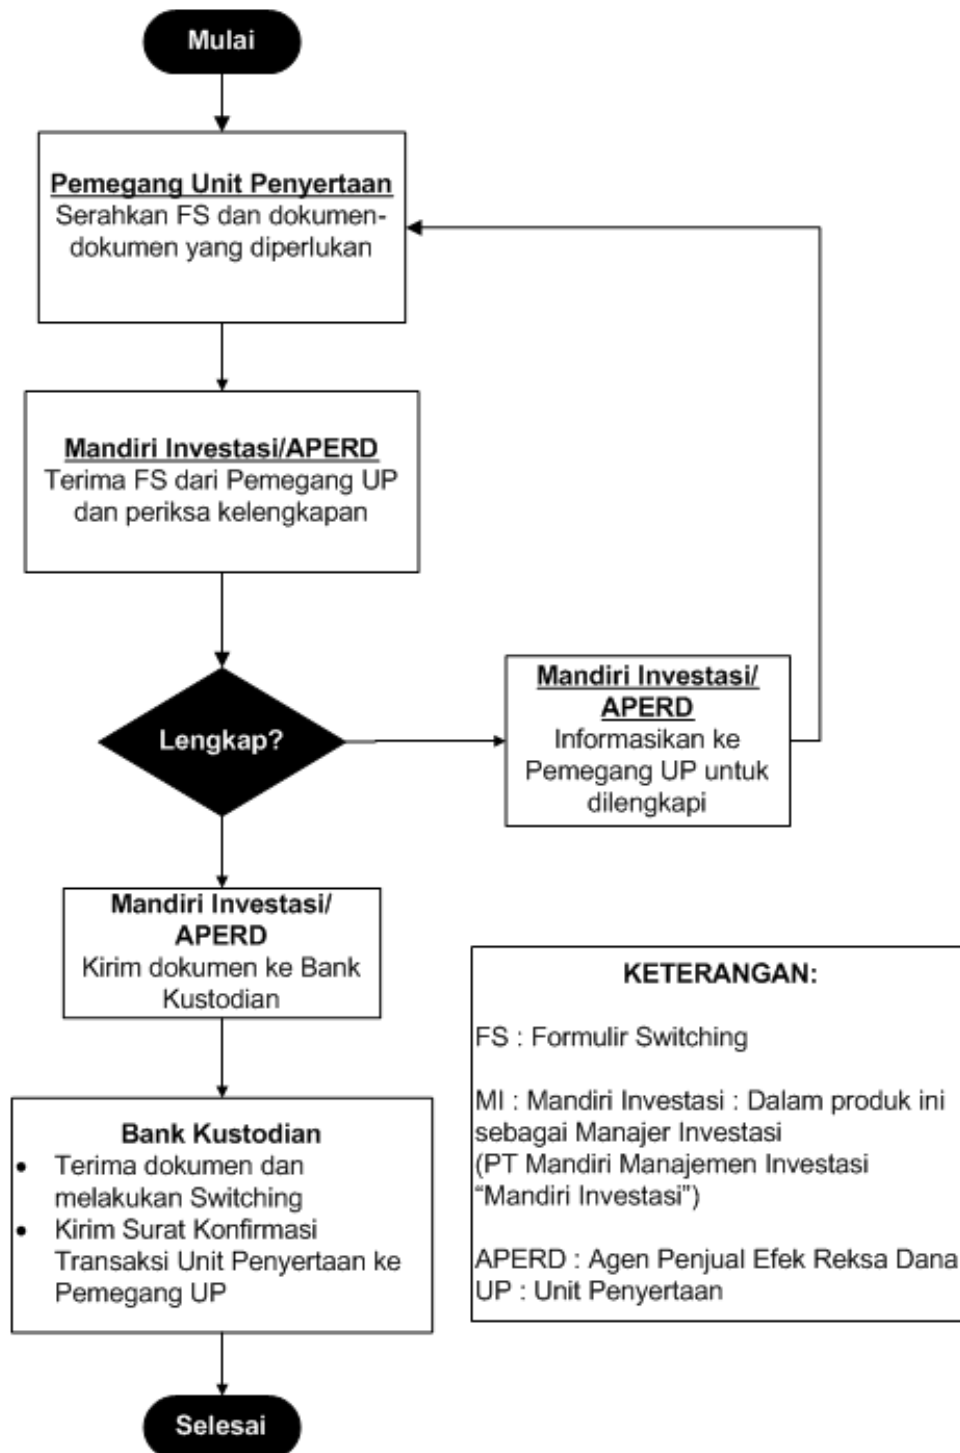 Mulai
Pemegang Unit Penyertaan
Serahkan FS dan dokumen-
dokumen yang diperlukan
Mandiri Investasi/APERD
Terima FS dari Pemegang UP
dan periksa kelengkapan
Lengkap?
Mandiri Investasi/
APERD
Informasikan ke
Pemegang UP untuk
dilengkapi
Mandiri Investasi/
APERD
Kirim dokumen ke Bank
Kustodian
Bank Kustodian
• Terima dokumen dan
melakukan Switching
• Kirim Surat Konfirmasi
Transaksi Unit Penyertaan ke
Pemegang UP
Selesai
KETERANGAN:
FS : Formulir Switching
MI : Mandiri Investasi : Dalam produk ini
sebagai Manajer Investasi
(PT Mandiri Manajemen Investasi
“Mandiri Investasi”)
APERD : Agen Penjual Efek Reksa Dana
UP : Unit Penyertaan